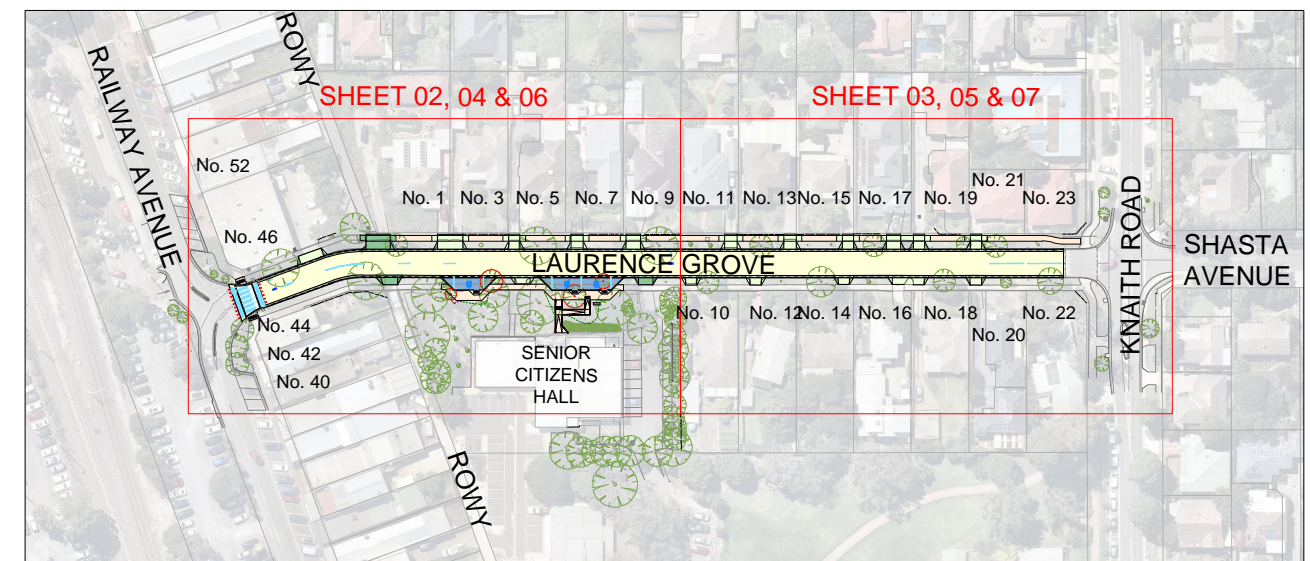 RAILWAY AVENUE
ROWY
SHEET 02, 04 & 06
SHEET 03, 05 & 07
No. 52
No. 46
No. 1
No. 3
No. 5
No. 7
No. 9
No. 11
No. 13
No. 15
No. 17
No. 19
No. 21
No. 23
LAURENCE GROVE
KNAITH ROAD
SHASTA
AVENUE
No. 44
No. 42
No. 40
No. 10
No. 12
No. 14
No. 16
No. 18
No. 20
No. 22
SENIOR
CITIZENS
HALL
ROWY